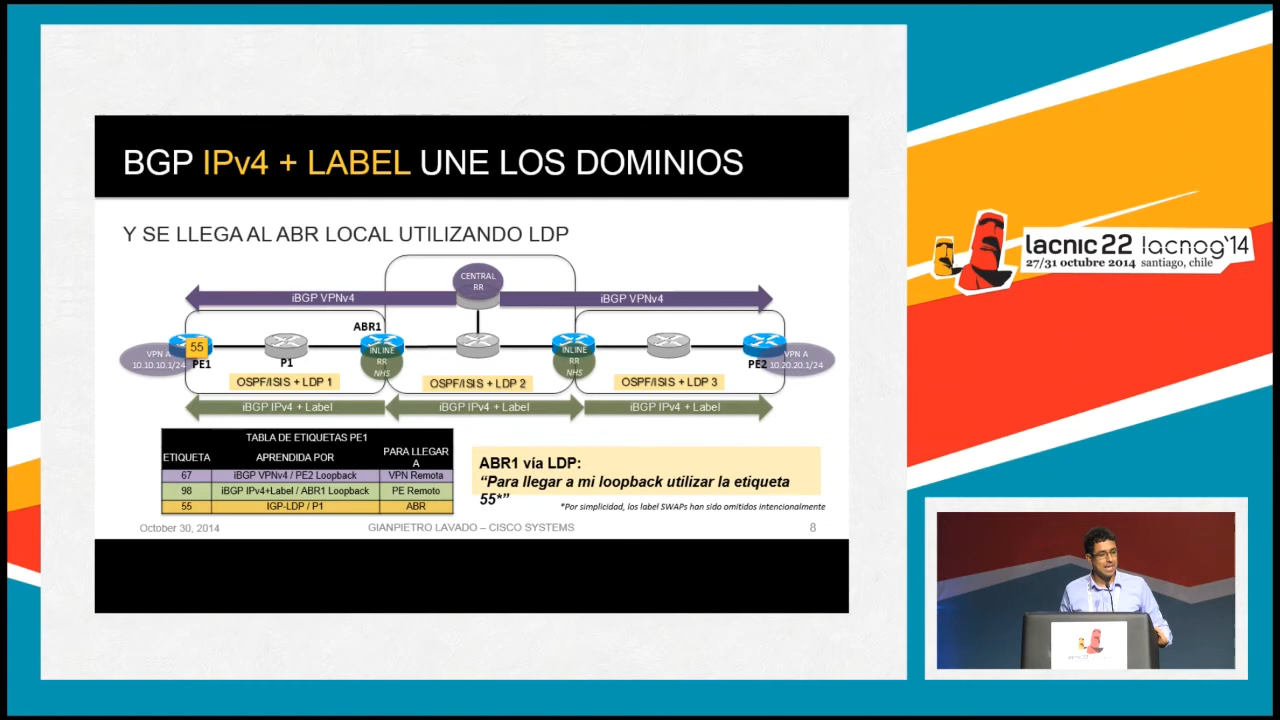 BGP IPv4 + LABEL UNE LOS DOMINIOS
Y SE LLEGA AL ABR LOCAL UTILIZANDO LDP
CENTRAL
RR
iBGP VPNv4
iBGP VPNv4
ABR1
VPN A
10.10.10.1/24
55
PE1
P1
INLINE
RR
NHS
INLINE
RR
NHS
PE2
VPN A
10.20.20.1/24
OSPF/ISIS + LDP 1
OSPF/ISIS + LDP 2
OSPF/ISIS + LDP 3
iBGP IPv4 + Label
iBGP IPv4 + Label
iBGP IPv4 + Label
TABLA DE ETIQUETAS PE1
ETIQUETA APRENDIDA POR PARA LLEGAR A
67 iBGP VPNv4 / PE2 Loopback VPN Remota
98 iBGP IPv4+Label / ABR1 Loopback PE Remoto
55 IGP-LDP / P1 ABR
ABR1 vía LDP:
“Para llegar a mi loopback utilizar la etiqueta
55*”
*Por simplicidad, los label SWAPs han sido omitidos intencionalmente
October 30, 2014 GIANPIETRO LAVADO – CISCO SYSTEMS 8
lacnic 22 lacnog'14
27/31 octubre 2014 santiago, chile